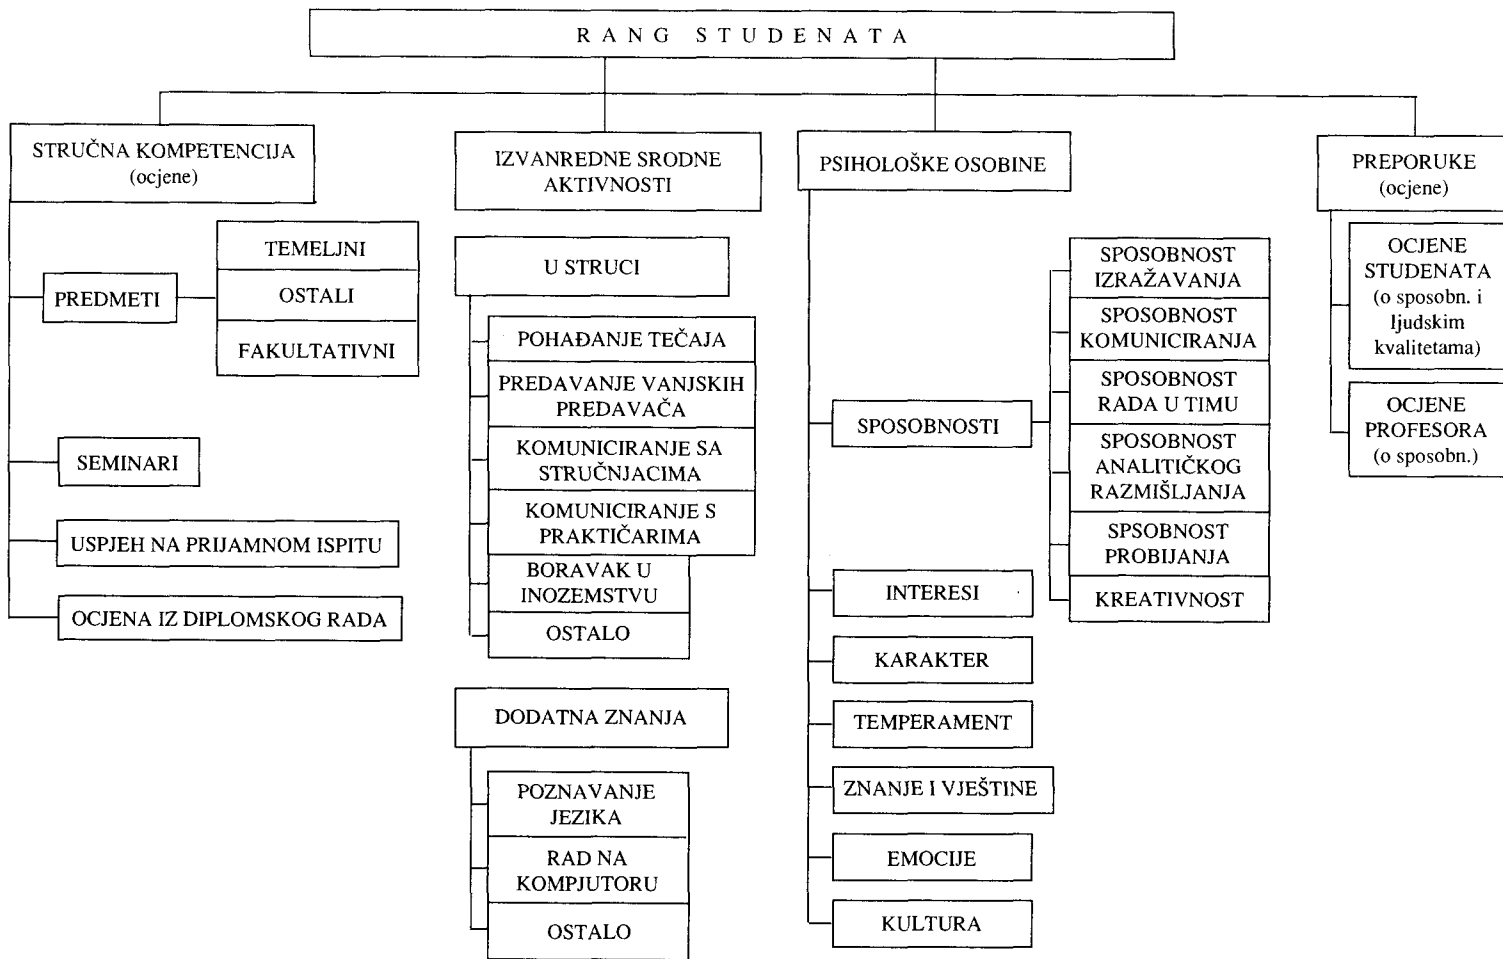 RANG STUDENATA
STRUČNA KOMPETENCIJA
(ocjene)
PREDMETI
TEMELJNI
OSTALI
FAKULTATIVNI
SEMINARI
USPJEH NA PRIJAMNOM ISPITU
OCJENA IZ DIPLOMSKOG RADA
IZVANREDNE SRODNE
AKTIVNOSTI
U STRUCI
POHAĐANJE TEČAJA
PREDAVANJE VANJSKIH
PREDAVAČA
KOMUNICIRANJE SA
STRUČNJACIMA
KOMUNICIRANJE S
PRAKTIČARIMA
BORAVAK U
INOZEMSTVU
OSTALO
DODATNA ZNANJA
POZNAVANJE
JEZIKA
RAD NA
KOMPJUTORU
OSTALO
PSIHOLOŠKE OSOBINE
SPOSOBNOSTI
SPOSOBNOST
IZRAŽAVANJA
SPOSOBNOST
KOMUNICIRANJA
SPOSOBNOST
RADA U TIMU
SPOSOBNOST
ANALITIČKOG
RAZMIŠLJANJA
SPSOBNOST
PROBIJANJA
KREATIVNOST
INTERESI
KARAKTER
TEMPERAMENT
ZNANJE I VJEŠTINE
EMOCIJE
KULTURA
PREPORUKE
(ocjene)
OCJENE
STUDENATA
(o sposobn. i
ljudskim
kvalitetama)
OCJENE
PROFESORA
(o sposobn.)